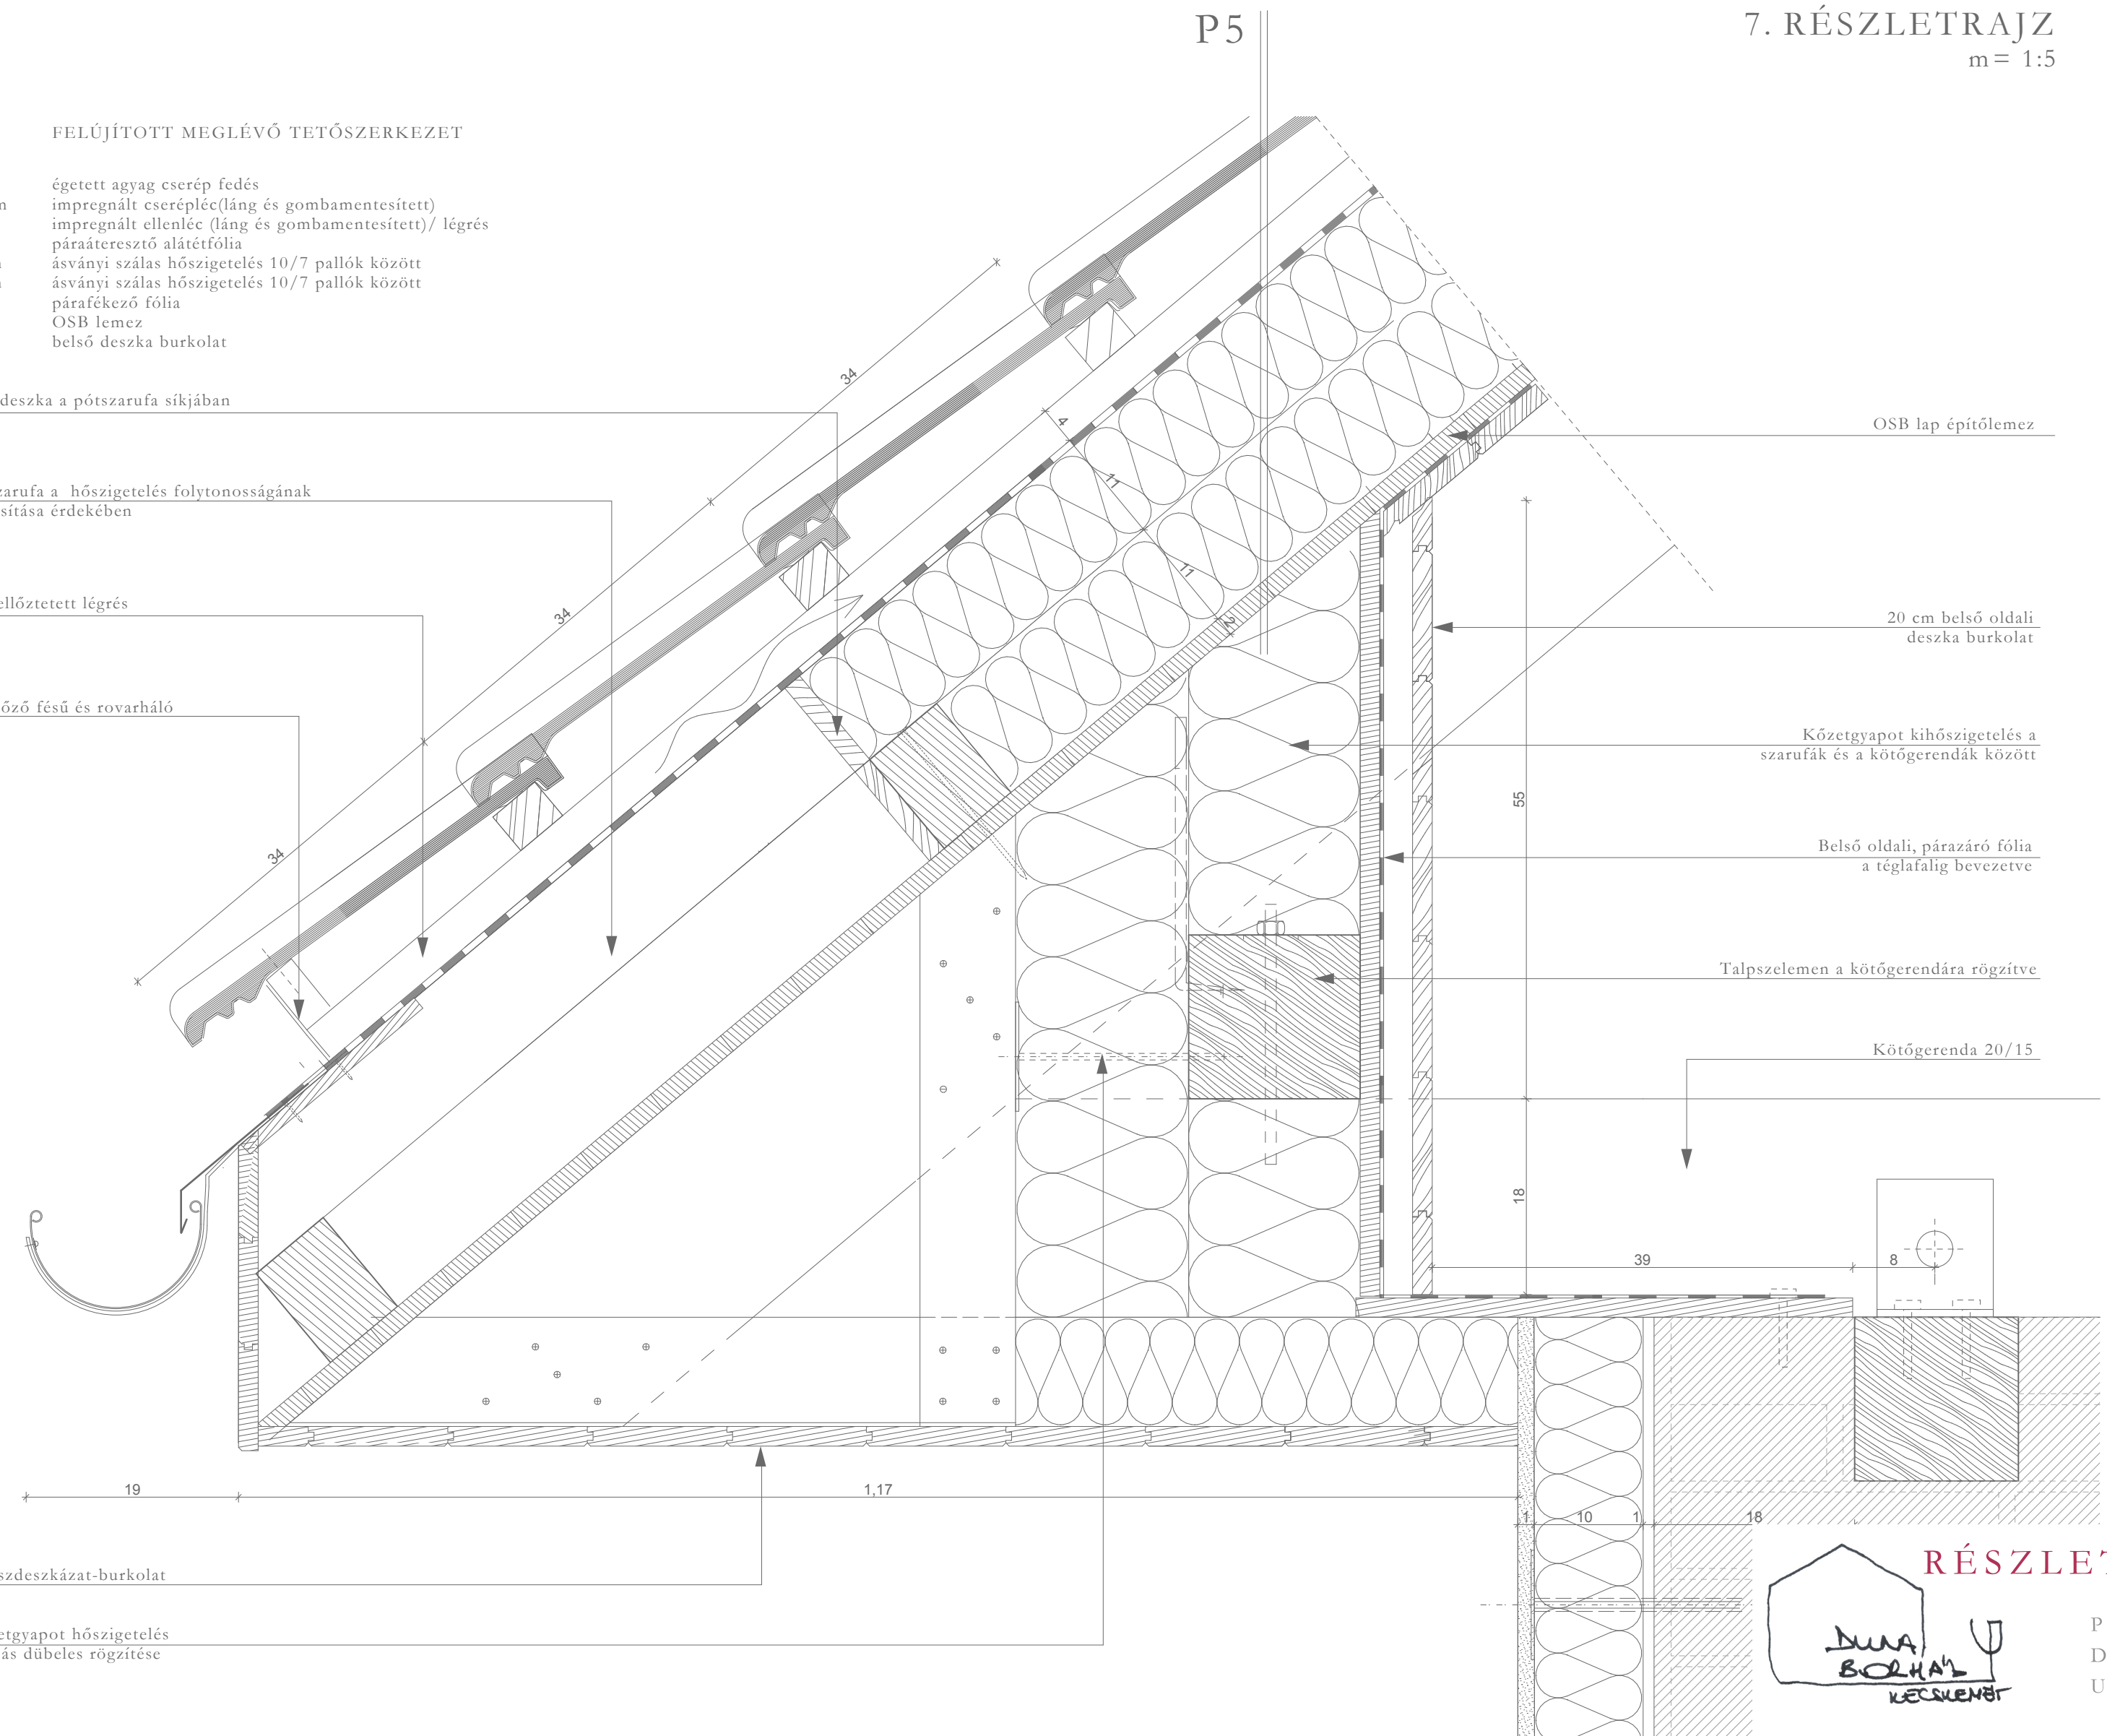 P5
7. RÉSZLETRAJZ
m= 1:5
FELÚJÍTOTT MEGLÉVŐ TETŐSZERKEZET
égetett agyag cserép fedés
impregnált cserépléc(láng és gombamentesített)
impregnált ellenléc (láng és gombamentesített)/ légrés
páraáteresztő alátétfólia
ásványi szálas hőszigetelés 10/7 pallók között
ásványi szálas hőszigetelés 10/7 pallók között
párafékező fólia
OSB lemez
belső deszka burkolat
deszka a pótszarufa síkjában
zarufa a hőszigetelés folytonosságának
sítása érdekében
ellőztetett légrés
őző fésű és rovarháló
34
34
34
4
11
11
2
OSB lap építőlemez
20 cm belső oldali
deszka burkolat
Kőzetgyapot kihőszigetelés a
szarufák és a kötőgerendák között
55
Belső oldali, párazáró fólia
a téglafalig bevezetve
Talpszelemen a kötőgerendára rögzítve
Kötőgerenda 20/15
18
39
8
19
1,17
1
10
1
18
szdeszkázat-burkolat
etgyapot hőszigetelés
ás dübeles rögzítése
RÉSZLET
DUNA
BORHÁZ
KECSKEMÉT
P
D
U